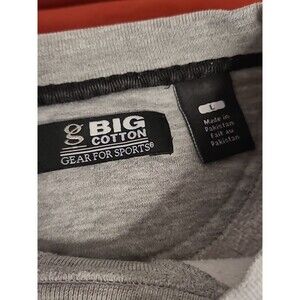 g BIG
COTTON
GEAR FOR SPORTS®
L
Made in
Pakistan
Fait au
Pakistan